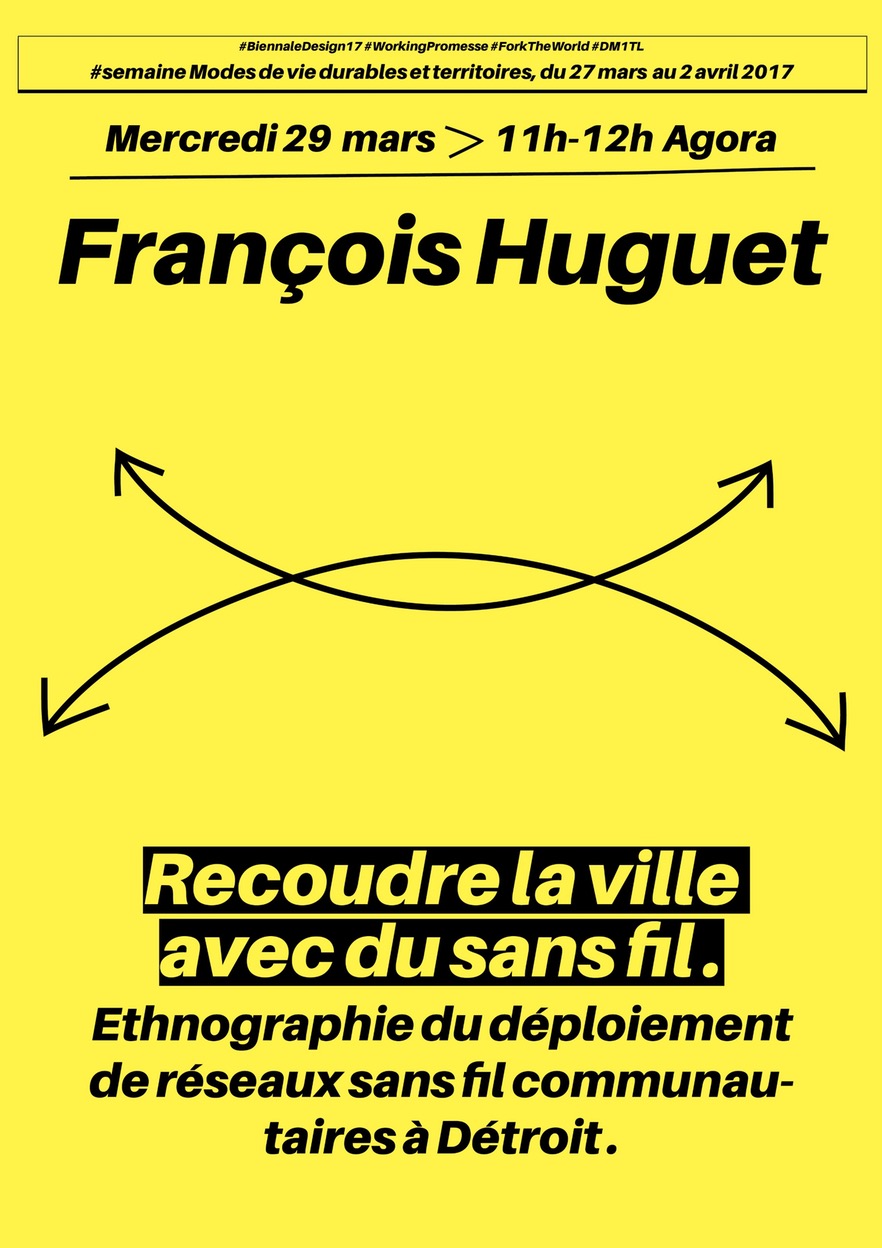 #BiennaleDesign17 #WorkingPromesse #ForkTheWorld #DM1TL
#semaine Modes de vie durables et territoires, du 27 mars au 2 avril 2017
Mercredi 29 mars > 11h-12h Agora
François Huguet
Recoudre la ville
avec du sans fil.
Ethnographie du déploiement
de réseaux sans fil communau-
taires à Détroit.